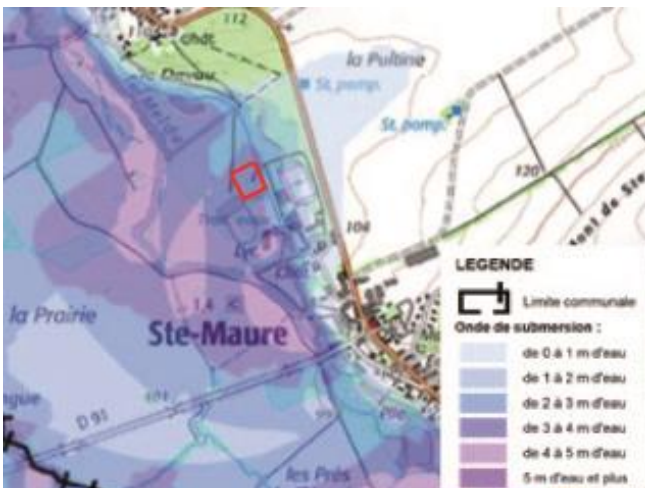 112
chât.
la Pultine
St. pomp.
St. pomp.
120
104
LEGENDE
Limite communale
Onde de submersion :
de 0 à 1 m d'eau
de 1 à 2 m d'eau
de 2 à 3 m d'eau
de 3 à 4 m d'eau
de 4 à 5 m d'eau
5 m d'eau et plus
la Prairie
Ste-Maure
D 91
les Prés